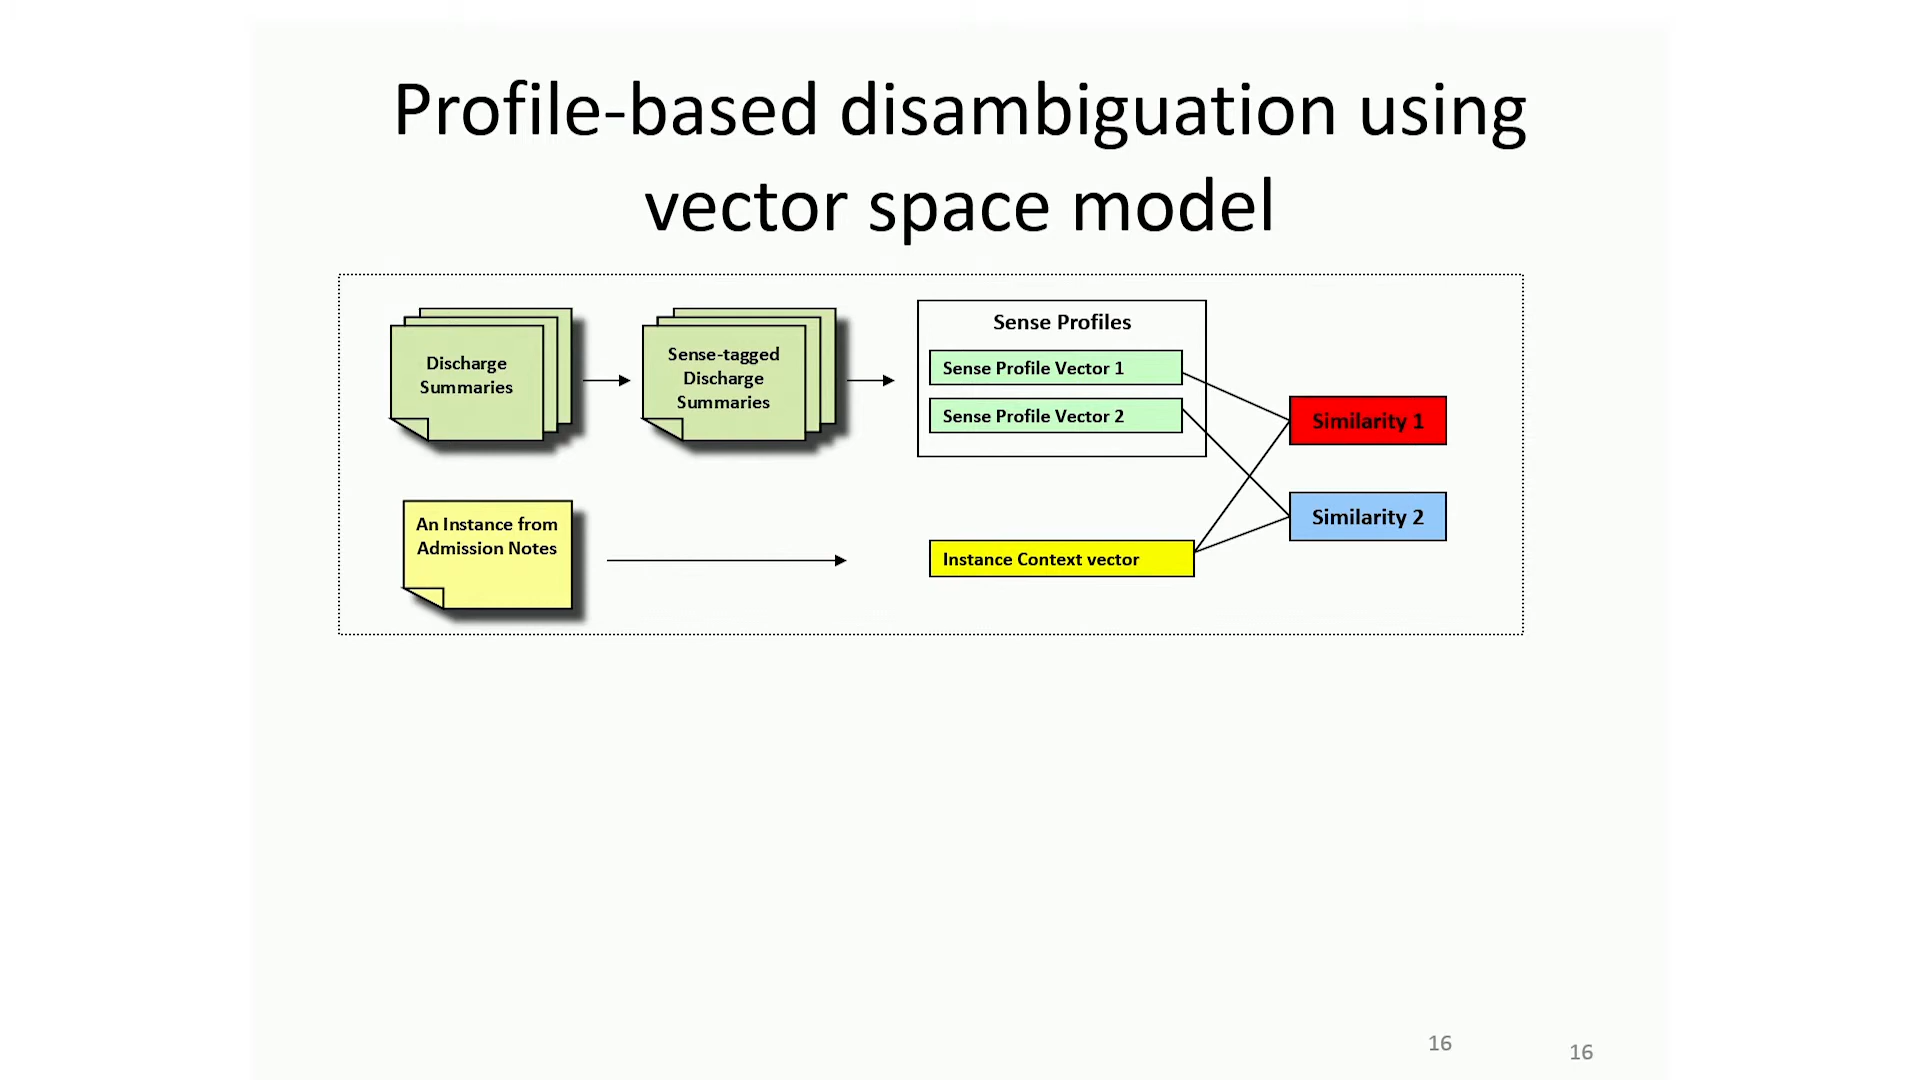 Profile-based disambiguation using
vector space model
Discharge
Summaries
Sense-tagged
Discharge
Summaries
Sense Profiles
Sense Profile Vector 1
Sense Profile Vector 2
Similarity 1
Similarity 2
An Instance from
Admission Notes
Instance Context vector
16
16